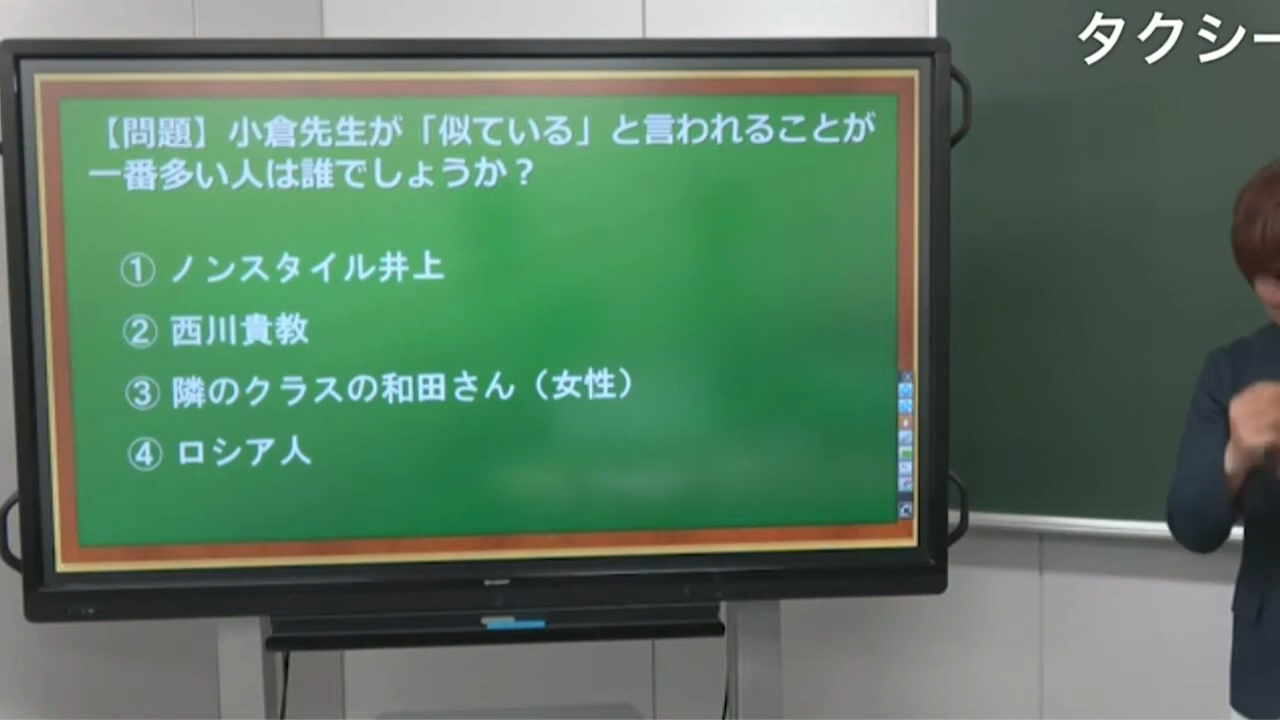 タクシー
【問題】小倉先生が「似ている」と言われることが
一番多い人は誰でしょうか？
① ノンスタイル井上
② 西川貴教
③ 隣のクラスの和田さん（女性）
④ ロシア人